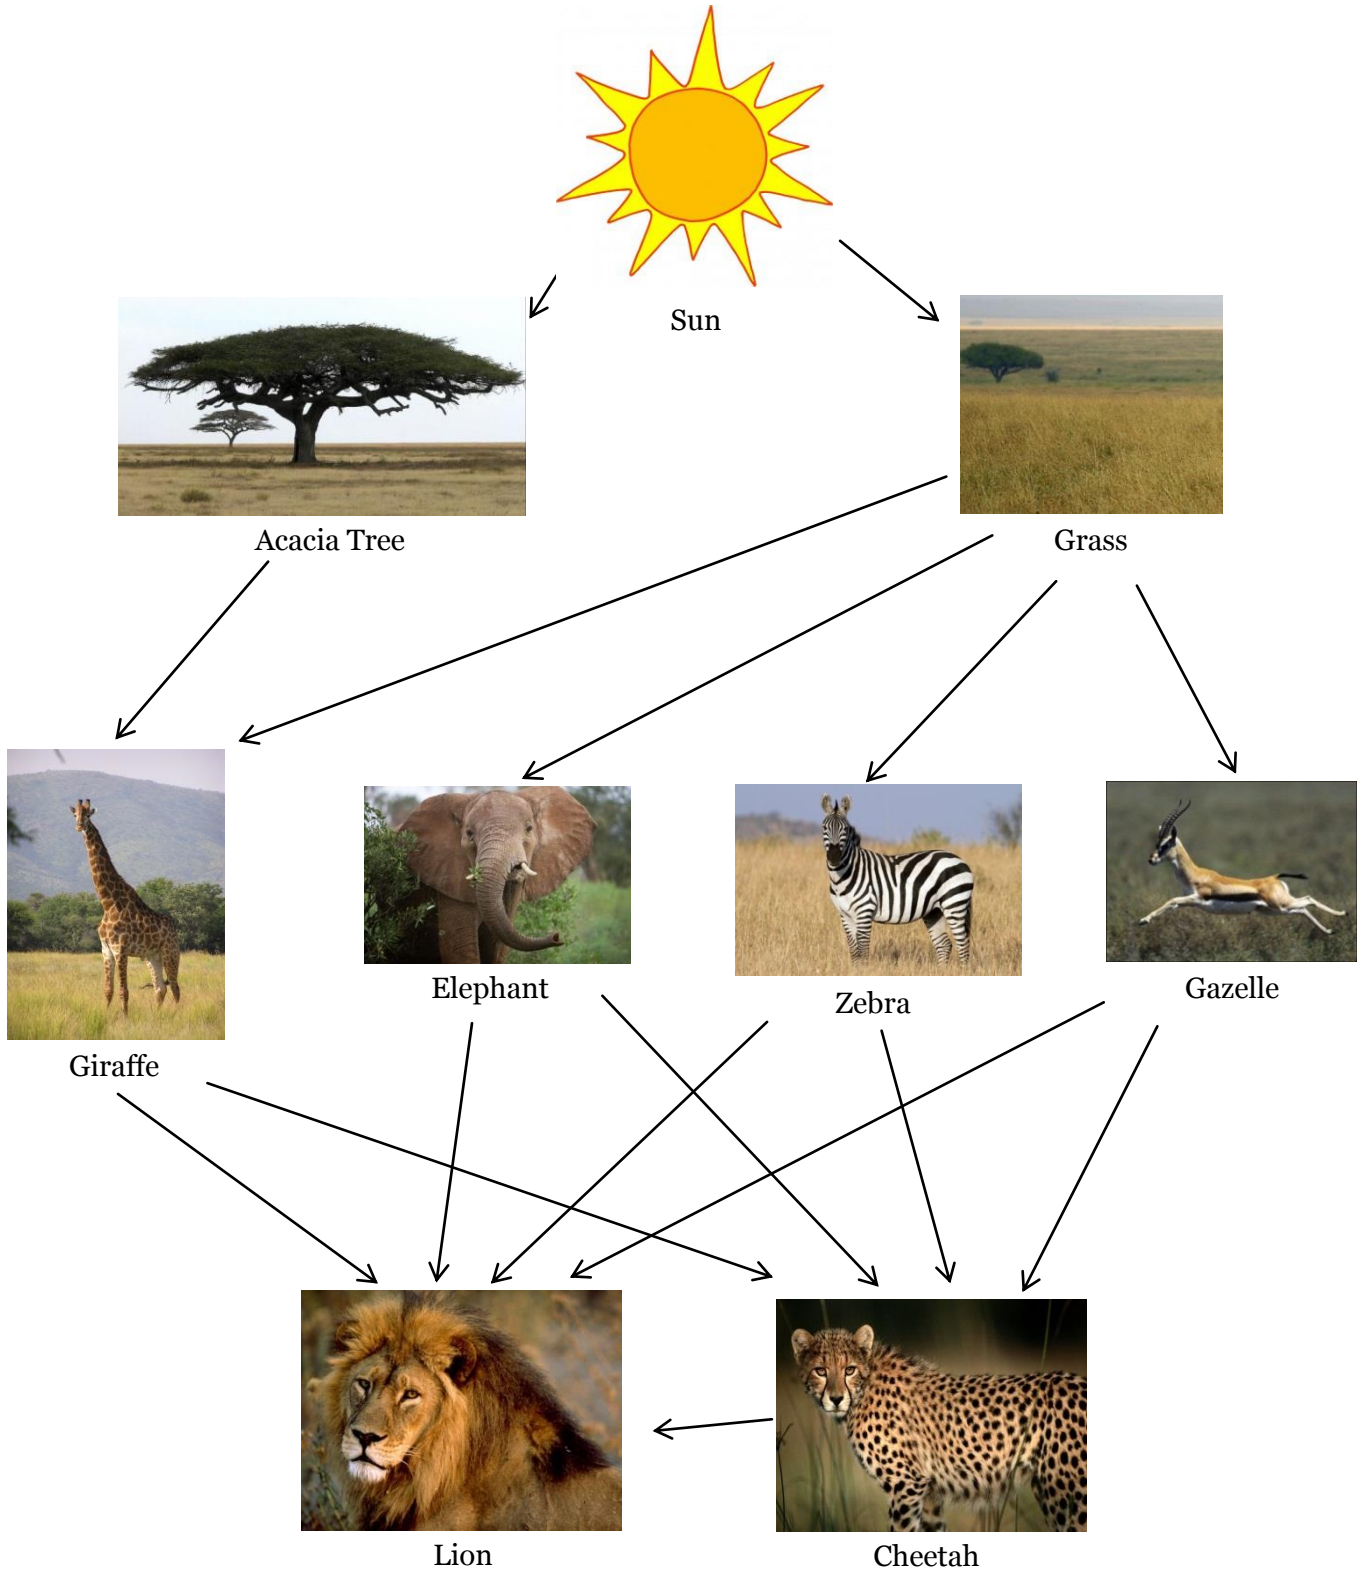 Sun
Acacia Tree
Grass
Elephant
Zebra
Gazelle
Giraffe
Lion
Cheetah